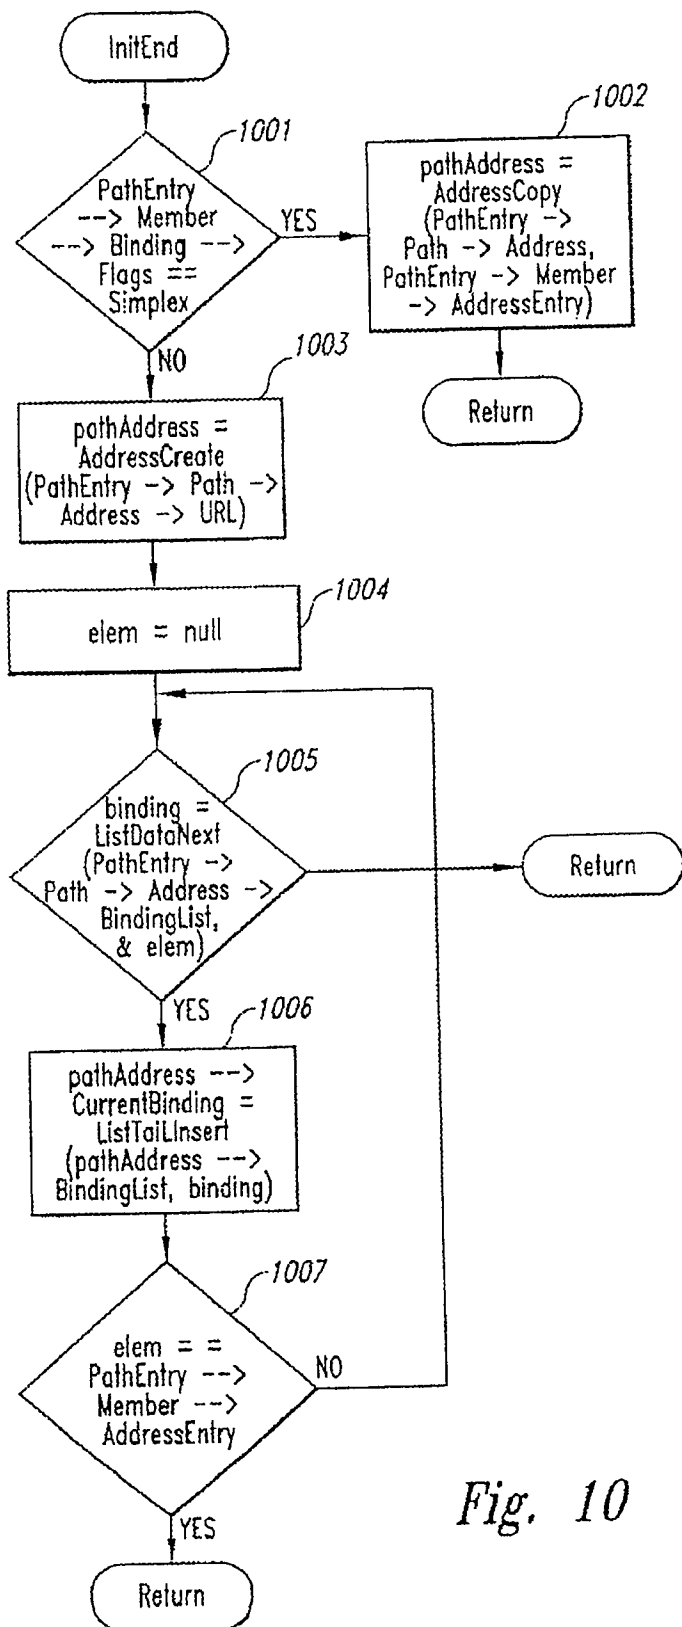 InitEnd
1001
PathEntry
--> Member
--> Binding -->
Flags ==
Simplex
YES
1002
pathAddress =
AddressCopy
(PathEntry ->
Path -> Address,
PathEntry -> Member
-> AddressEntry)
Return
NO
1003
pathAddress =
AddressCreate
(PathEntry -> Path ->
Address -> URL)
1004
elem = null
1005
binding =
ListDataNext
(PathEntry ->
Path -> Address ->
BindingList,
& elem)
Return
YES
1006
pathAddress -->
CurrentBinding =
ListTailInsert
(pathAddress -->
BindingList, binding)
1007
elem = =
PathEntry -->
Member -->
AddressEntry
NO
YES
Return
Fig. 10